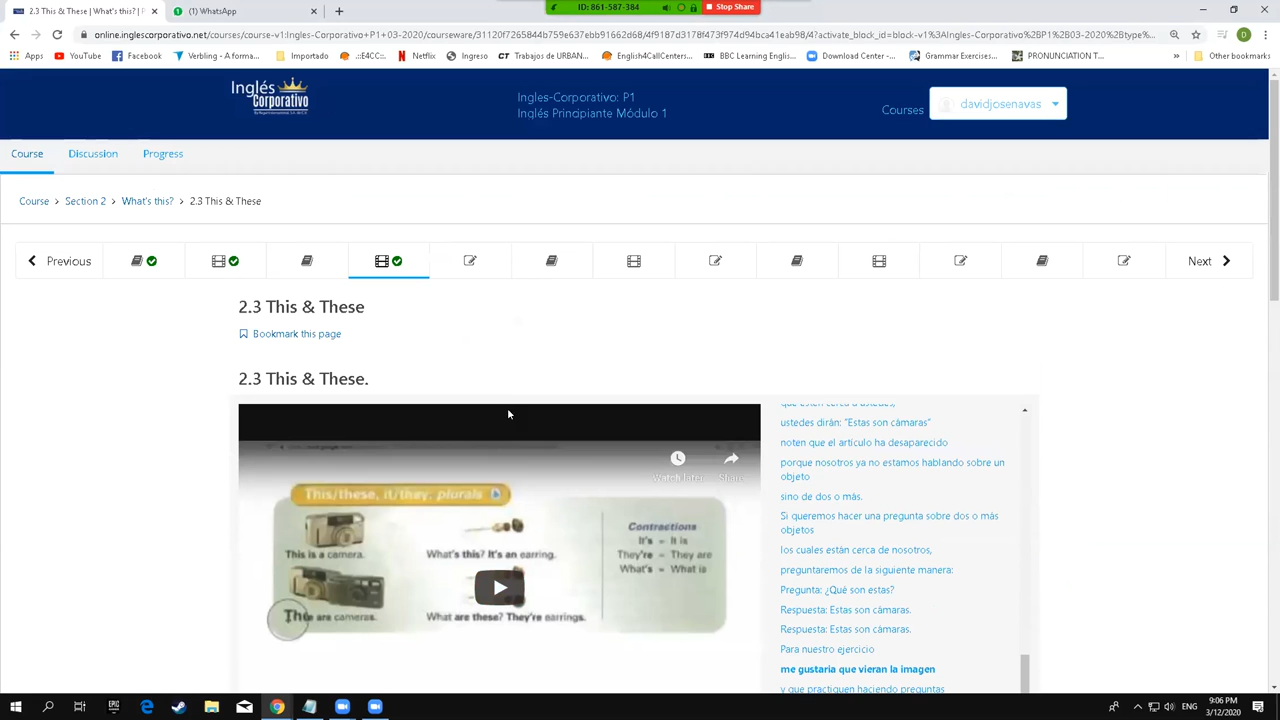 2.3 This & These | What's this? | P
(1) WhatsApp
ID: 861-587-384
Stop Share
online.inglescorporativo.net/courses/course-v1:Ingles-Corporativo+P1+03-2020/courseware/31120f7265844b759e637ebb91662d68/4f9187d3178f473f974d94bca41eab98/4?activate_block_id=block-v1%3AIngles-Corporativo%2BP1%2B03-2020%2Btype...
YouTube
Facebook
Verbling - A forma...
Importado
.::E4CC::.
Netflix
Ingreso
CT Trabajos de URBAN...
English4CallCenters...
BBC Learning Englis...
Download Center -...
Grammar Exercises...
PRONUNCIATION T...
Other bookmarks
Inglés Corporativo
Ingles-Corporativo: P1
Inglés Principiante Módulo 1
Courses
davidjosenavas
Course
Discussion
Progress
Course > Section 2 > What's this? > 2.3 This & These
Previous
Next
2.3 This & These
Bookmark this page
2.3 This & These.
Watch later
Share
This/these, it/they, plurals
This is a camera.
What's this? It's an earring.
are cameras.
What are these? They're earrings.
Contractions
It's = It is
They're = They are
What's = What is
que estén cerca a ustedes,
ustedes dirán: "Estas son cámaras"
noten que el artículo ha desaparecido
porque nosotros ya no estamos hablando sobre un
objeto
sino de dos o más.
Si queremos hacer una pregunta sobre dos o más
objetos
los cuales están cerca de nosotros,
preguntaremos de la siguiente manera:
Pregunta: ¿Qué son estas?
Respuesta: Estas son cámaras.
Respuesta: Estas son cámaras.
Para nuestro ejercicio
me gustaria que vieran la imagen
y que practiquen haciendo preguntas
ENG
9:06 PM
3/12/2020